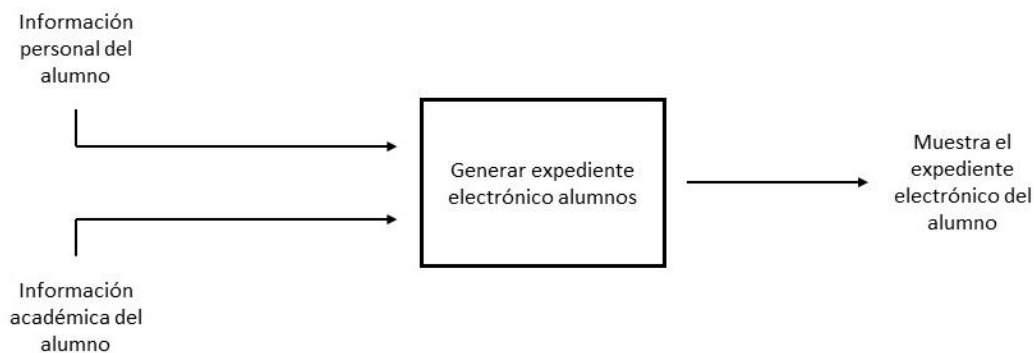 Información
personal del
alumno
Generar expediente
electrónico alumnos
Muestra el
expediente
electrónico del
alumno
Información
académica del
alumno